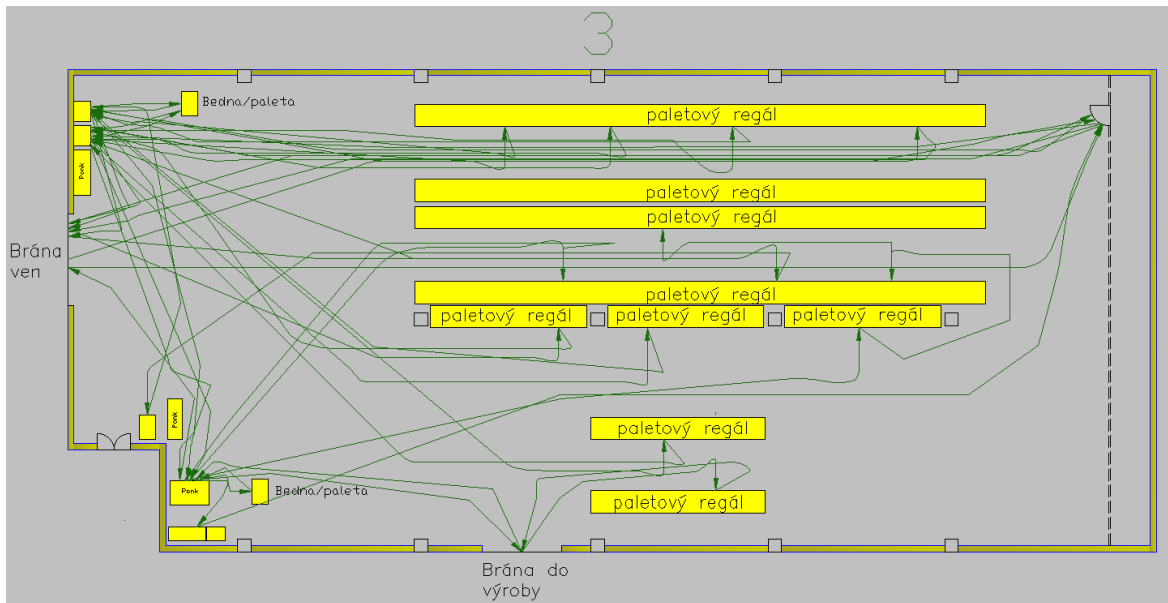 3
Bedna/paleta
paletový regál
Ponk
paletový regál
paletový regál
Brána
ven
paletový regál
paletový regál
paletový regál
paletový regál
Ponk
paletový regál
Ponk
Bedna/paleta
paletový regál
Brána do
výroby